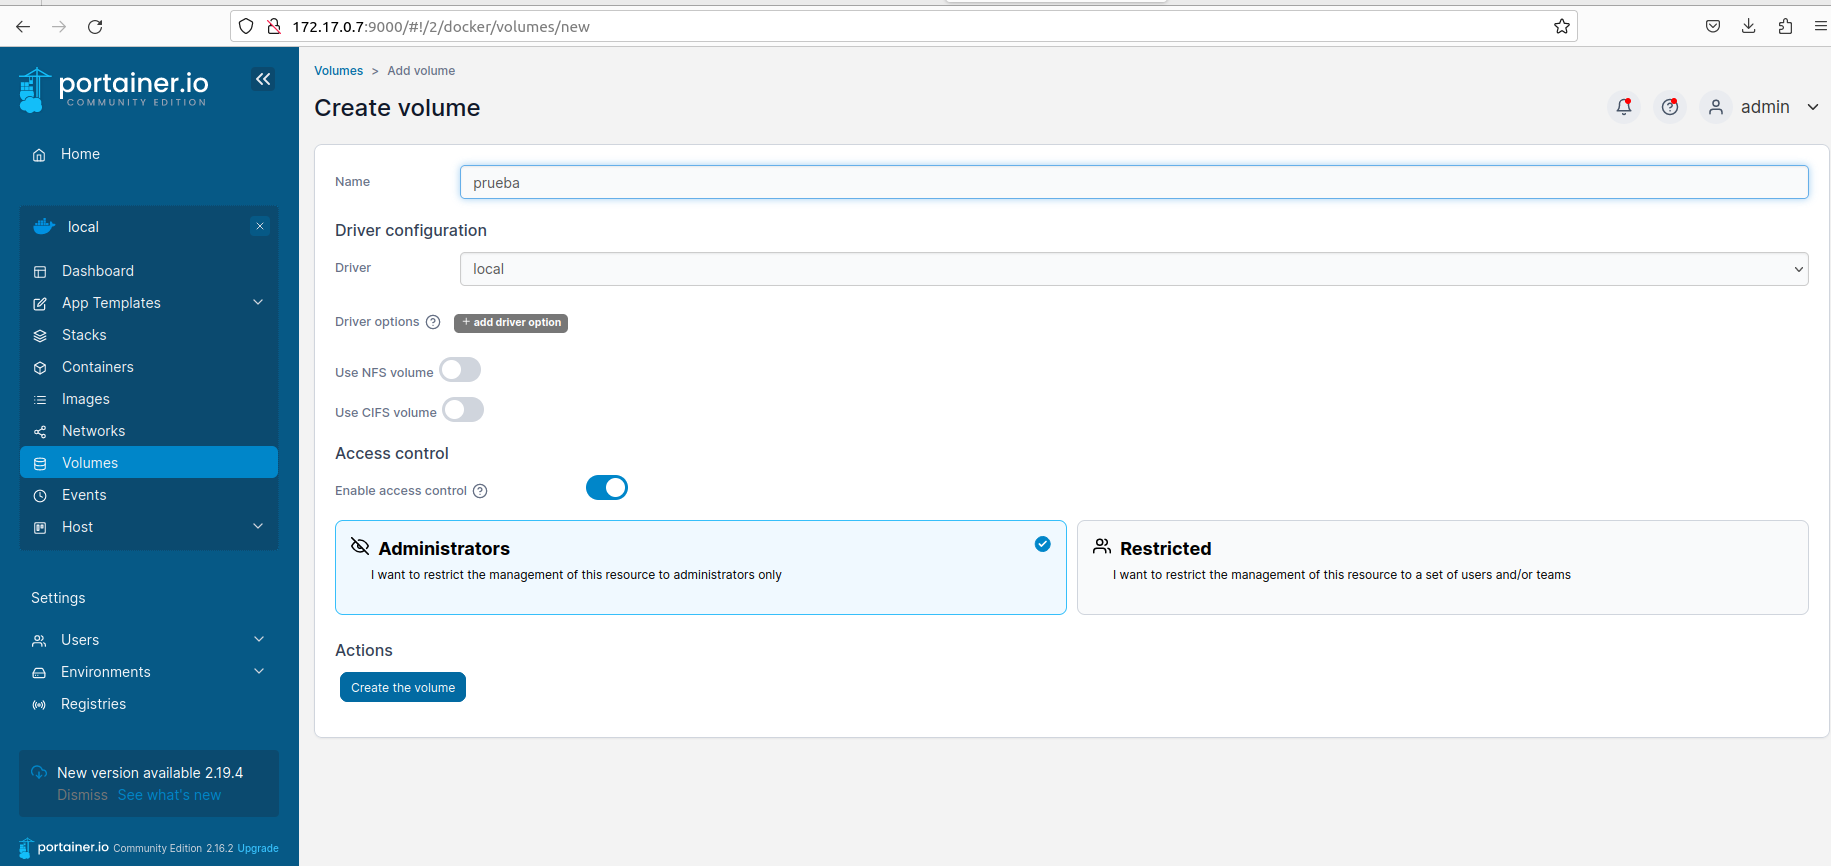 172.17.0.7:9000/#!/2/docker/volumes/new
portainer.io
COMMUNITY EDITION
Home
local
Dashboard
App Templates
Stacks
Containers
Images
Networks
Volumes
Events
Host
Settings
Users
Environments
Registries
New version available 2.19.4
Dismiss See what's new
portainer.io Community Edition 2.16.2 Upgrade
Volumes > Add volume
Create volume
admin
Name prueba
Driver configuration
Driver local
Driver options + add driver option
Use NFS volume
Use CIFS volume
Access control
Enable access control
Administrators
I want to restrict the management of this resource to administrators only
Restricted
I want to restrict the management of this resource to a set of users and/or teams
Actions
Create the volume